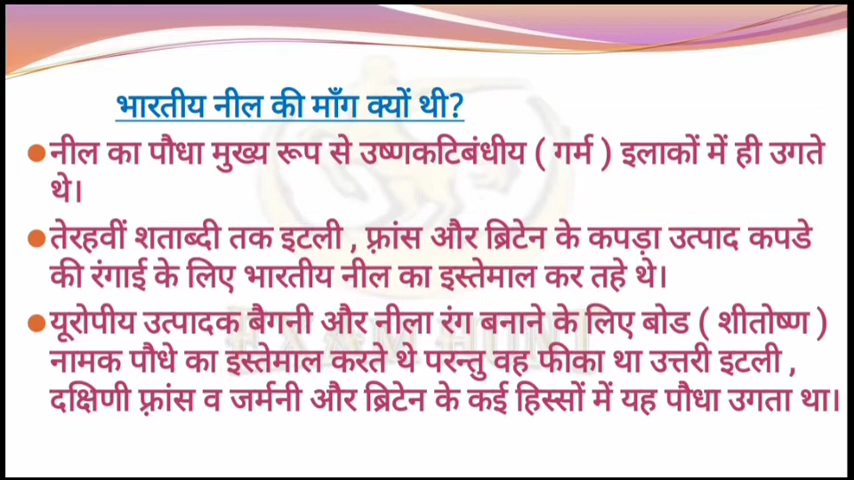 भारतीय नील की माँग क्यों थी?
नील का पौधा मुख्य रूप से उष्णकटिबंधीय ( गर्म ) इलाकों में ही उगते
थे।
तेरहवीं शताब्दी तक इटली , फ़्रांस और ब्रिटेन के कपड़ा उत्पाद कपडे
की रंगाई के लिए भारतीय नील का इस्तेमाल कर तहे थे।
यूरोपीय उत्पादक बैगनी और नीला रंग बनाने के लिए बोड ( शीतोष्ण )
नामक पौधे का इस्तेमाल करते थे परन्तु वह फीका था उत्तरी इटली ,
दक्षिणी फ़्रांस व जर्मनी और ब्रिटेन के कई हिस्सों में यह पौधा उगता था।